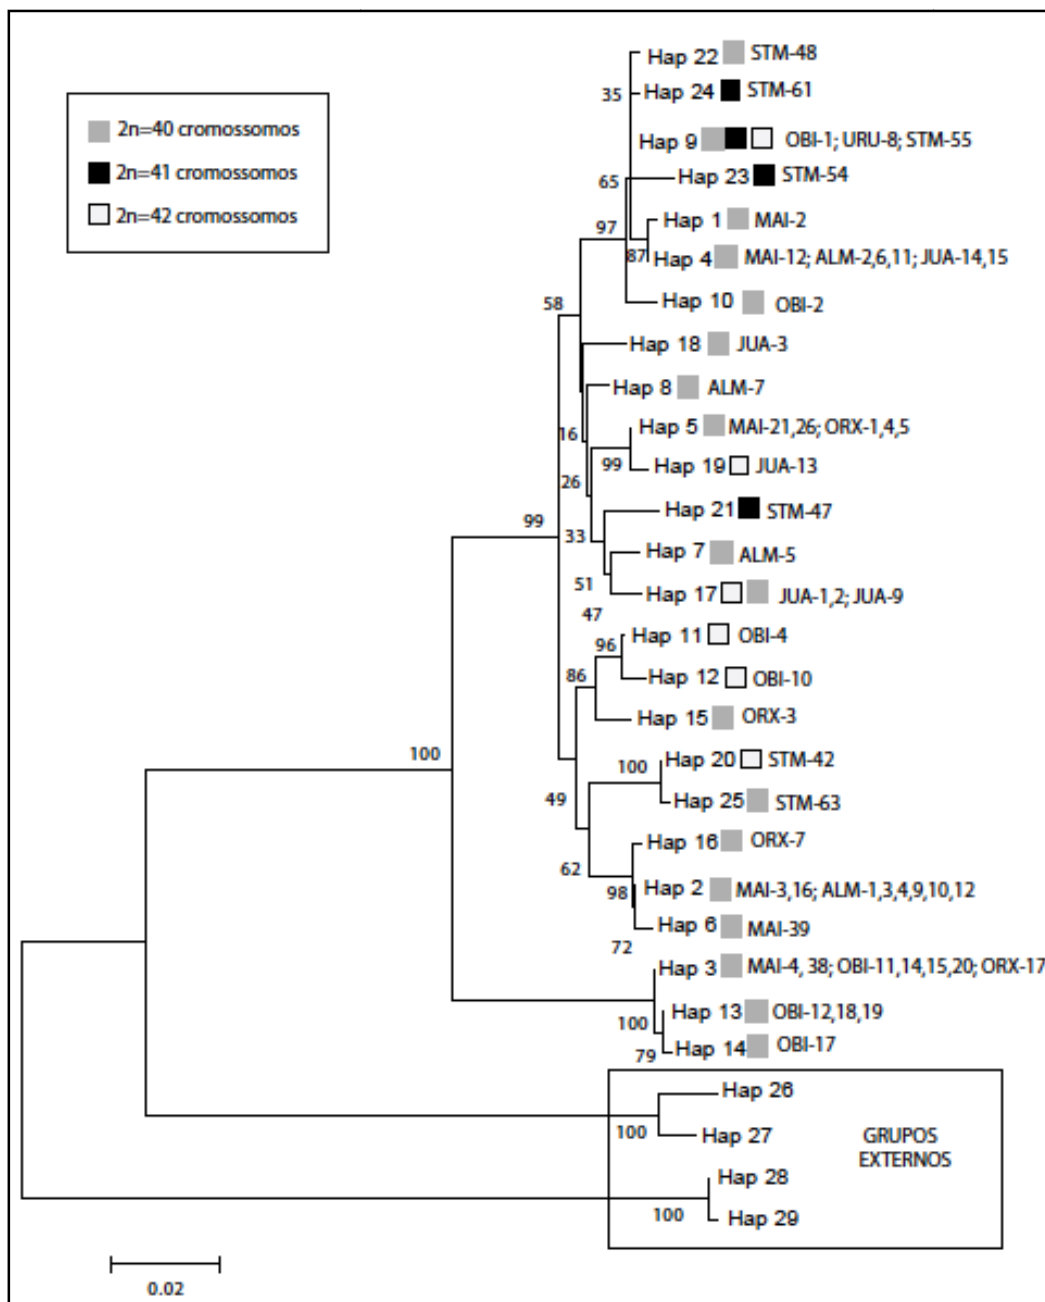 2n=40 cromossomos
2n=41 cromossomos
2n=42 cromossomos
Hap 22 STM-48
35
Hap 24 STM-61
Hap 9 OBI-1; URU-8; STM-55
65
Hap 23 STM-54
97
Hap 1 MAI-2
87
Hap 4 MAI-12; ALM-2,6,11; JUA-14,15
58
Hap 10 OBI-2
Hap 18 JUA-3
Hap 8 ALM-7
16
Hap 5 MAI-21,26; ORX-1,4,5
99
Hap 19 JUA-13
26
99
Hap 21 STM-47
33
Hap 7 ALM-5
51
Hap 17 JUA-1,2; JUA-9
47
Hap 11 OBI-4
96
86
Hap 12 OBI-10
Hap 15 ORX-3
100
Hap 20 STM-42
100
49
Hap 25 STM-63
Hap 16 ORX-7
62
98
Hap 2 MAI-3,16; ALM-1,3,4,9,10,12
72
Hap 6 MAI-39
Hap 3 MAI-4, 38; OBI-11,14,15,20; ORX-17
100
Hap 13 OBI-12,18,19
79
Hap 14 OBI-17
Hap 26
100
Hap 27
GRUPOS
EXTERNOS
Hap 28
100
Hap 29
0.02